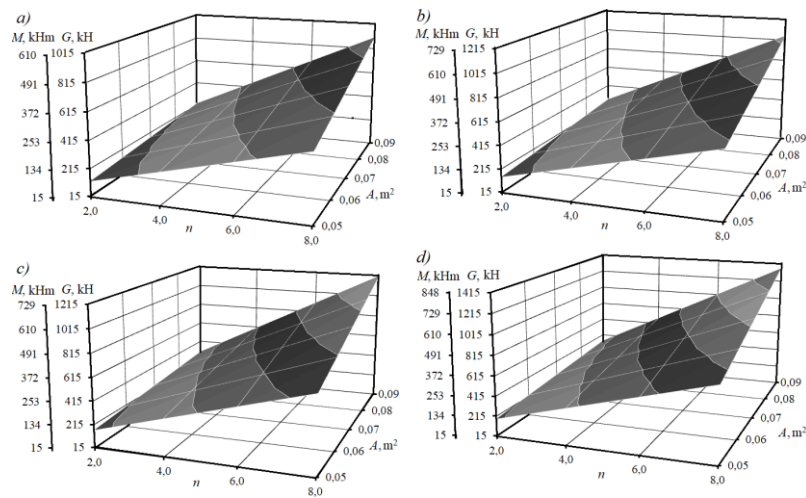 a)
M, kHm G, kH
610 1015
491 815
372 615
253 415
134 215
15 15
2,0 4,0 6,0 8,0
n
0,05 0,06 0,07 0,08 0,09
A, m²
b)
M, kHm G, kH
729 1215
610 1015
491 815
372 615
253 415
134 215
15 15
2,0 4,0 6,0 8,0
n
0,05 0,06 0,07 0,08 0,09
A, m²
c)
M, kHm G, kH
729 1215
610 1015
491 815
372 615
253 415
134 215
15 15
2,0 4,0 6,0 8,0
n
0,05 0,06 0,07 0,08 0,09
A, m²
d)
M, kHm G, kH
848 1415
729 1215
610 1015
491 815
372 615
253 415
134 215
15 15
2,0 4,0 6,0 8,0
n
0,05 0,06 0,07 0,08 0,09
A, m²